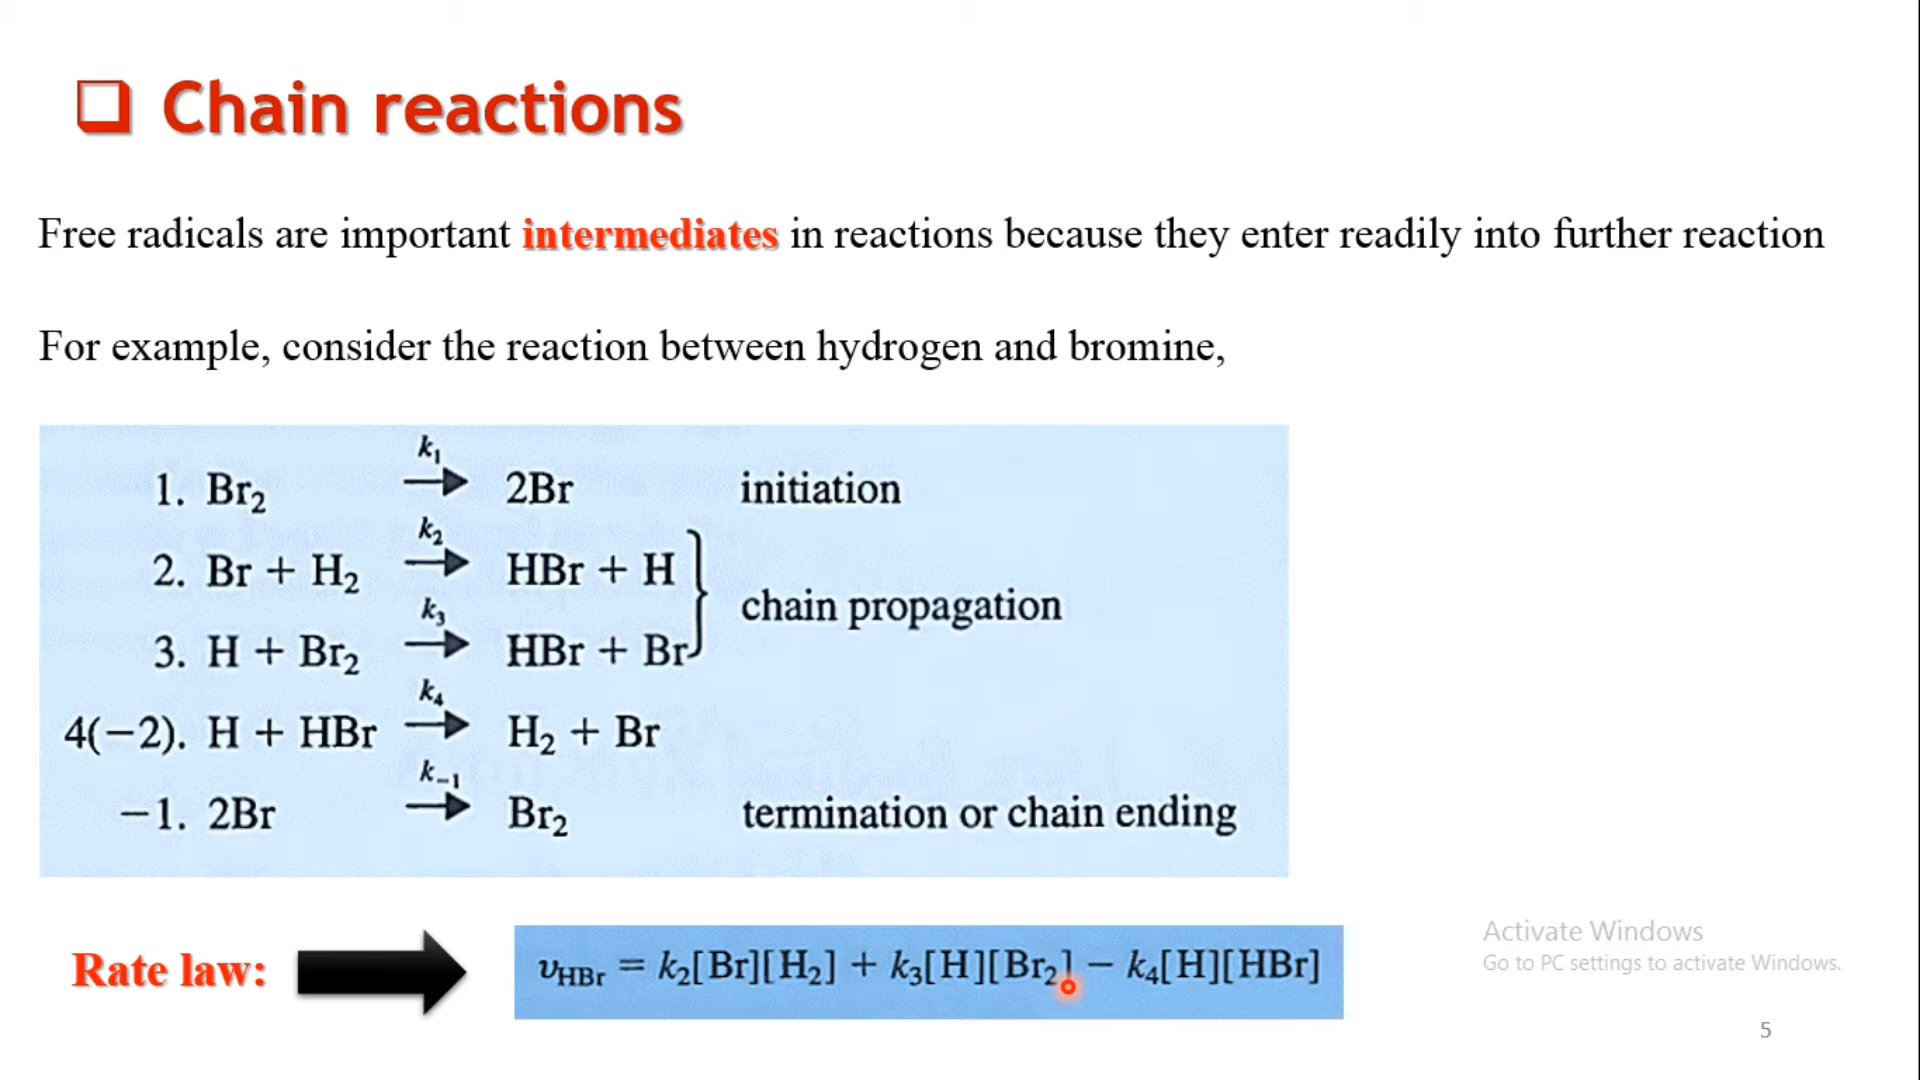 ❑ Chain reactions
Free radicals are important intermediates in reactions because they enter readily into further reaction
For example, consider the reaction between hydrogen and bromine,
k₁
1. Br₂ → 2Br initiation
k₂
2. Br + H₂ → HBr + H
chain propagation
k₃
3. H + Br₂ → HBr + Br
k₄
4(−2). H + HBr → H₂ + Br
k₋₁
−1. 2Br → Br₂ termination or chain ending
Rate law: υHBr = k₂[Br][H₂] + k₃[H][Br₂] − k₄[H][HBr]
Activate Windows
Go to PC settings to activate Windows.
5